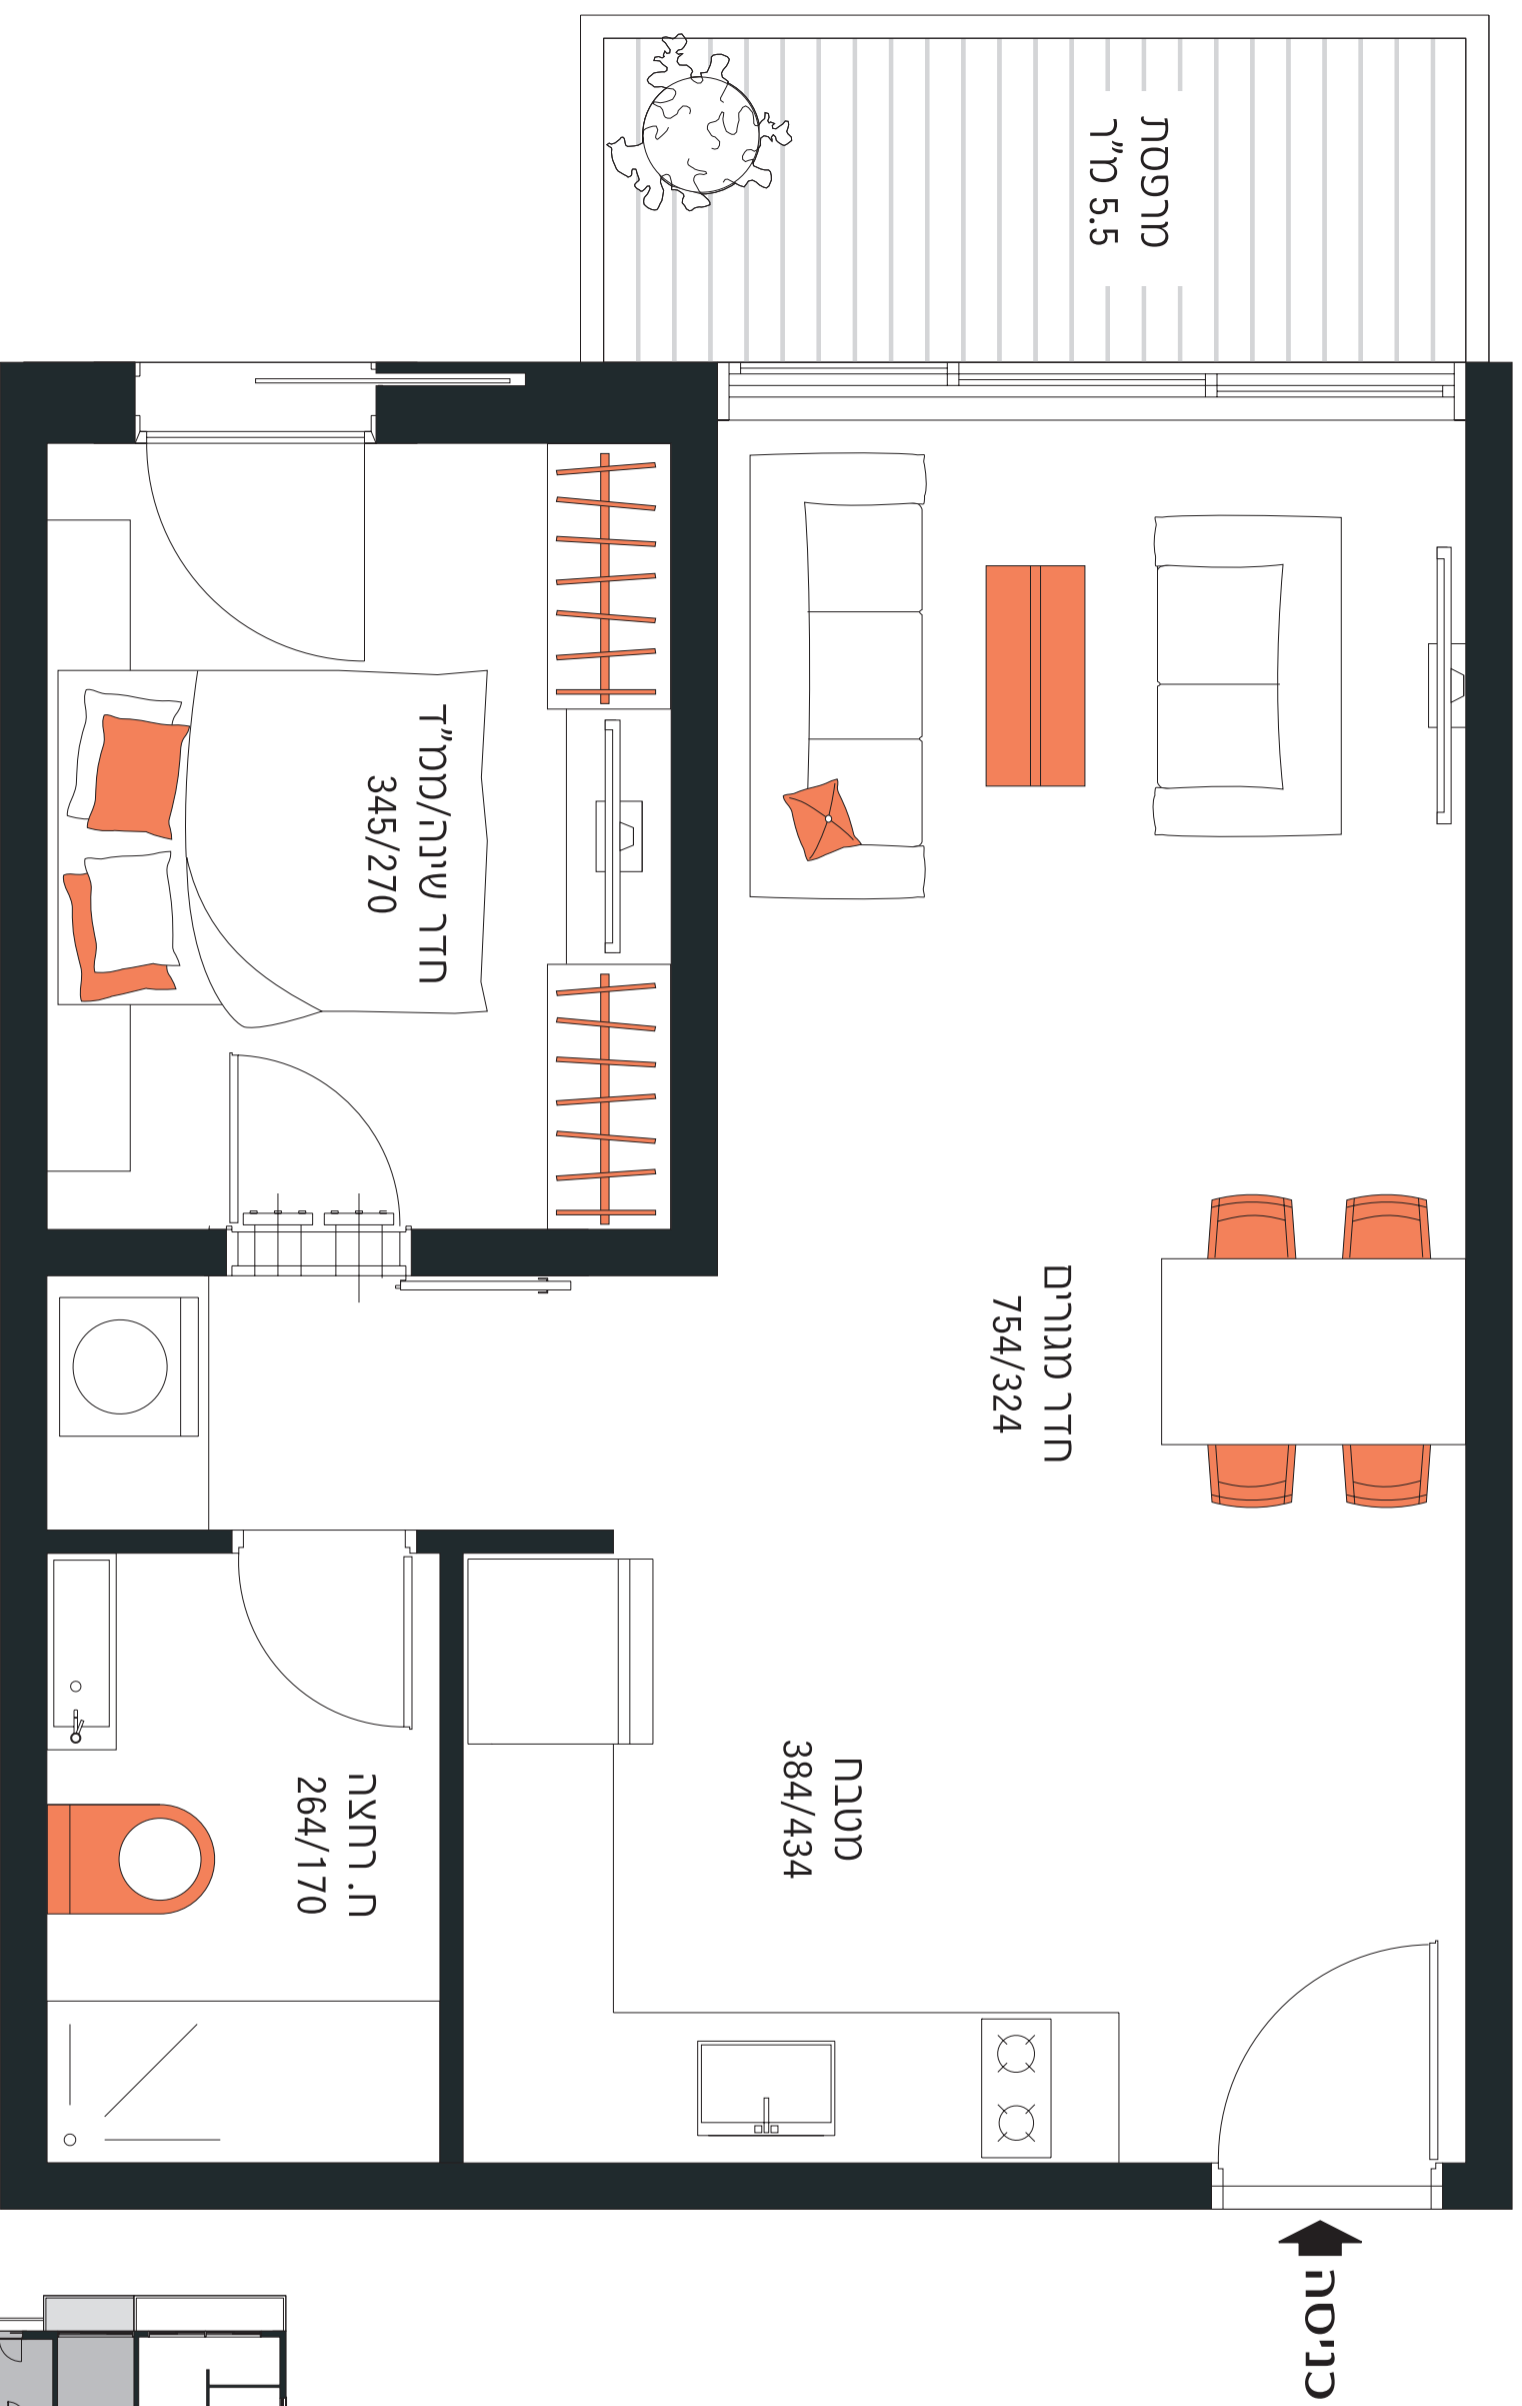 מרפסת
5.5 מ"ר
חדר שינה/ממ"ד
345/270
חדר מגורים
754/324
מטבח
384/434
ח. רחצה
264/170
כניסה